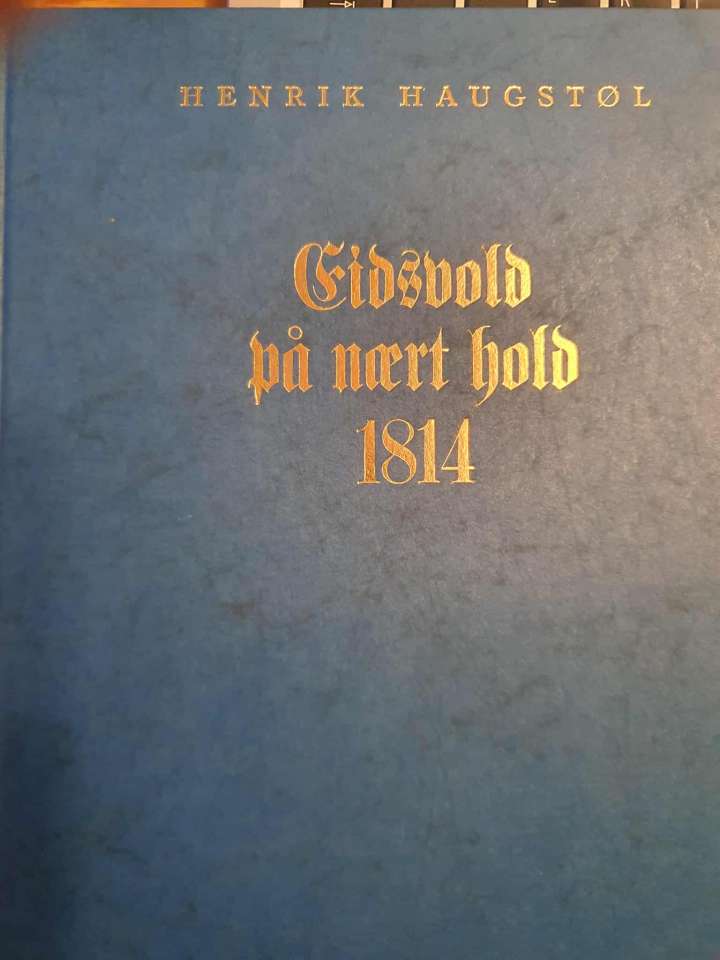 HENRIK HAUGSTØL
Eidsvold
på nært hold
1814